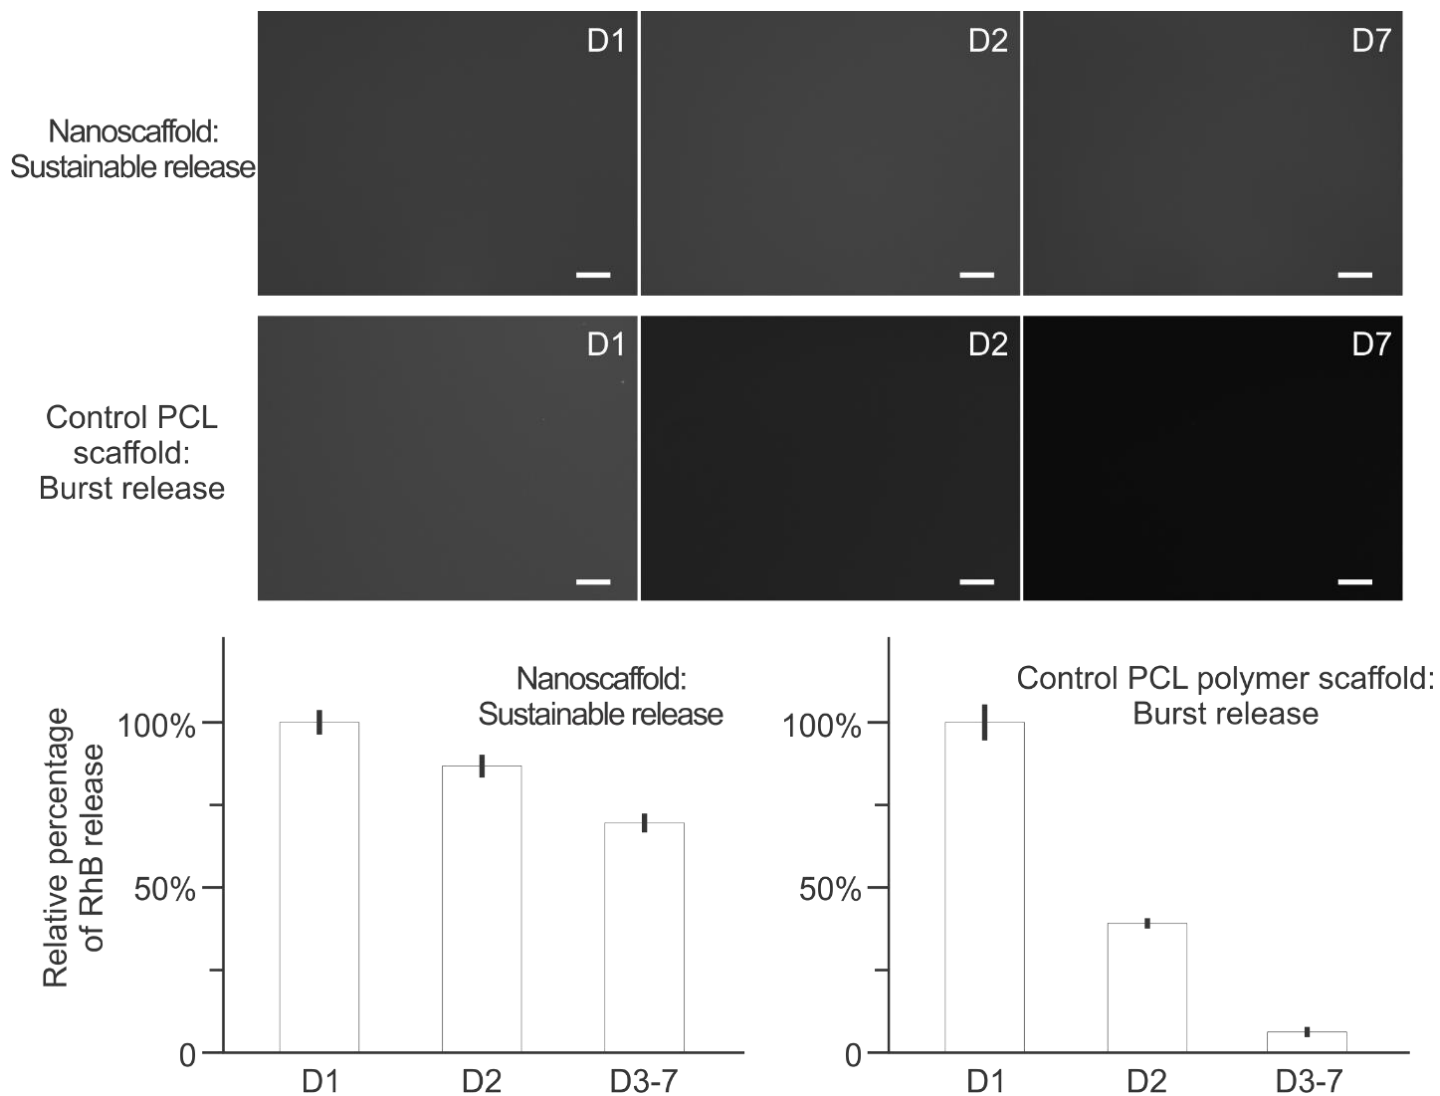 D1
D2
D7
Nanoscaffold:
Sustainable release
D1
D2
D7
Control PCL
scaffold:
Burst release
Nanoscaffold:
Sustainable release
Relative percentage
of RhB release
100%
50%
0
D1
D2
D3-7
Control PCL polymer scaffold:
Burst release
100%
50%
0
D1
D2
D3-7